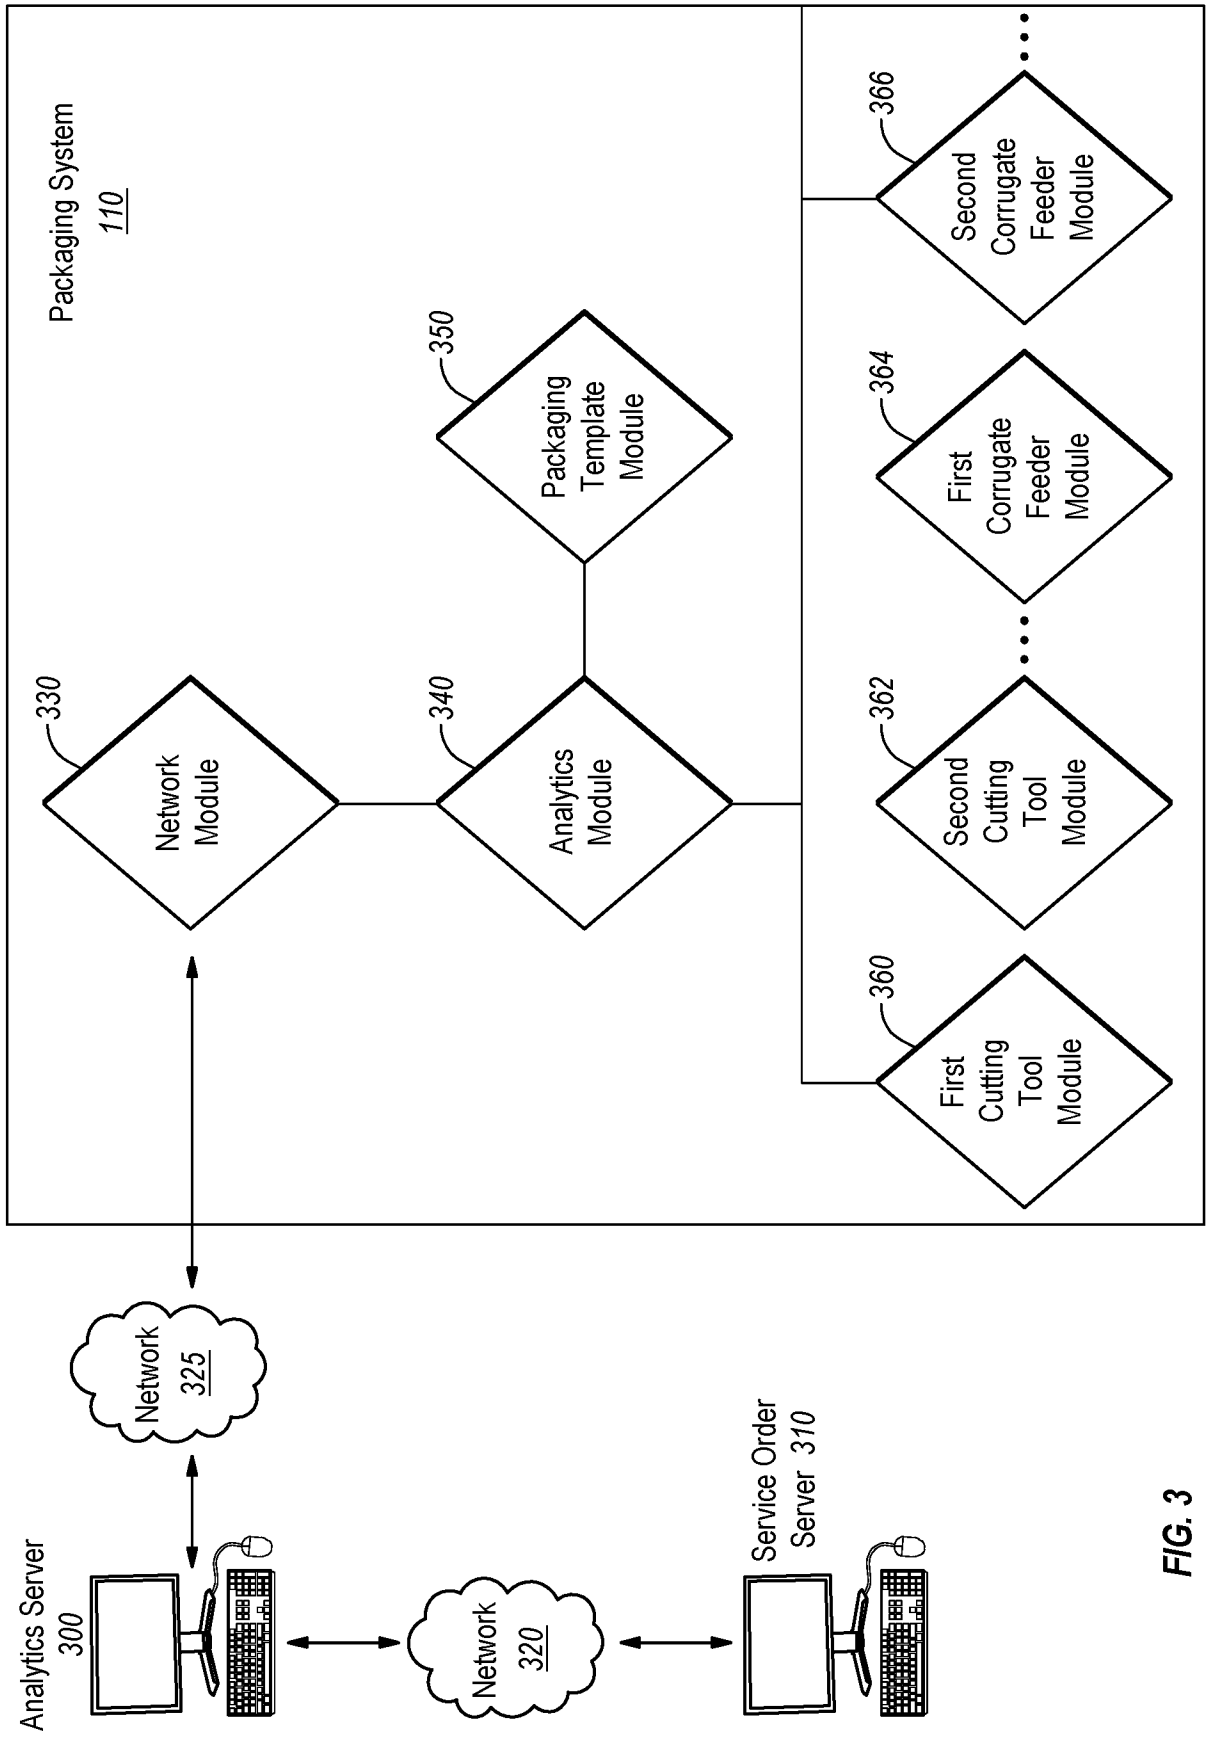 Analytics Server
300
Network
325
Network
320
Service Order
Server 310
Packaging System
110
330
Network
Module
340
Analytics
Module
350
Packaging
Template
Module
360
First
Cutting
Tool
Module
362
Second
Cutting
Tool
Module
364
First
Corrugate
Feeder
Module
366
Second
Corrugate
Feeder
Module
FIG. 3